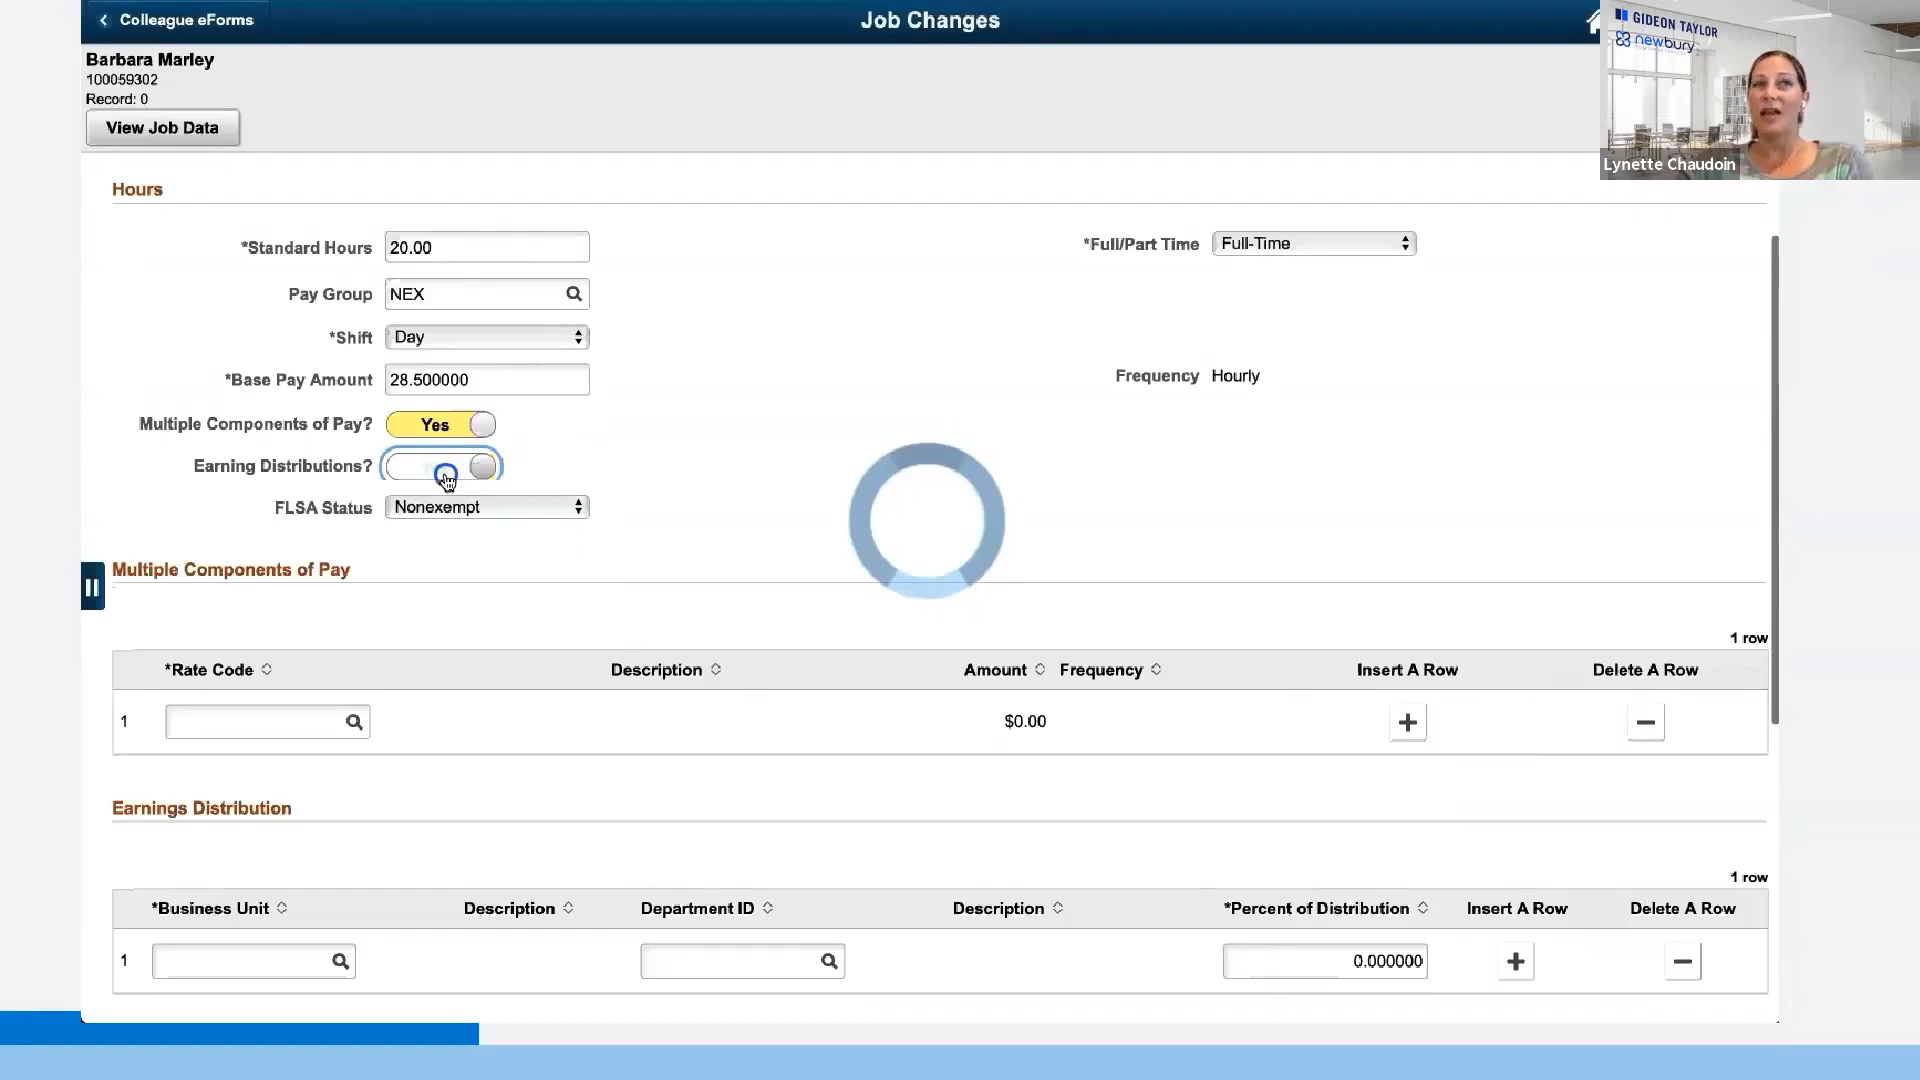 Colleague eForms
Job Changes
GIDEON TAYLOR
newbury
Barbara Marley
100059302
Record: 0
View Job Data
Lynette Chaudoin
Hours
*Standard Hours 20.00
*Full/Part Time Full-Time
Pay Group NEX
*Shift Day
*Base Pay Amount 28.500000
Frequency Hourly
Multiple Components of Pay? Yes
Earning Distributions?
FLSA Status Nonexempt
Multiple Components of Pay
1 row
*Rate Code Description Amount Frequency Insert A Row Delete A Row
1 $0.00
Earnings Distribution
1 row
*Business Unit Description Department ID Description *Percent of Distribution Insert A Row Delete A Row
1 0.000000